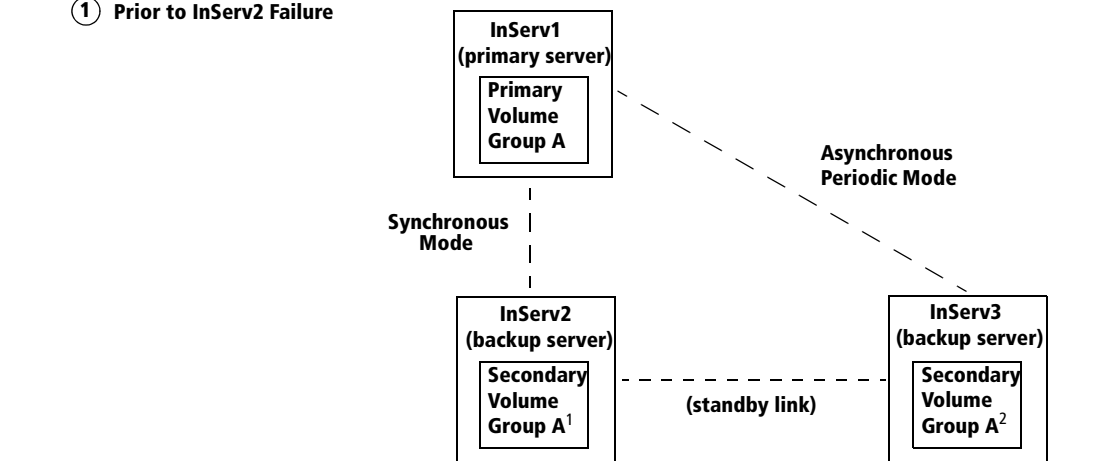 1 Prior to InServ2 Failure
InServ1
(primary server)
Primary
Volume
Group A
Asynchronous
Periodic Mode
Synchronous
Mode
InServ2
(backup server)
Secondary
Volume
Group A1
(standby link)
InServ3
(backup server)
Secondary
Volume
Group A2